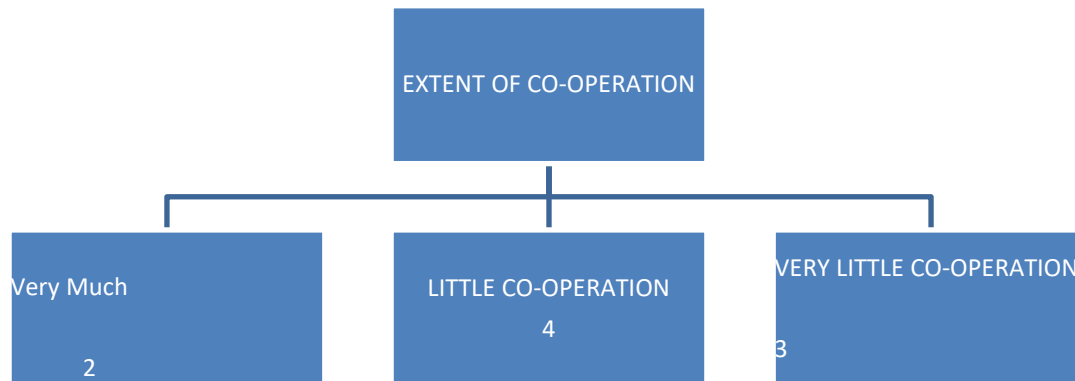 EXTENT OF CO-OPERATION
Very Much
2
LITTLE CO-OPERATION
4
VERY LITTLE CO-OPERATION
3